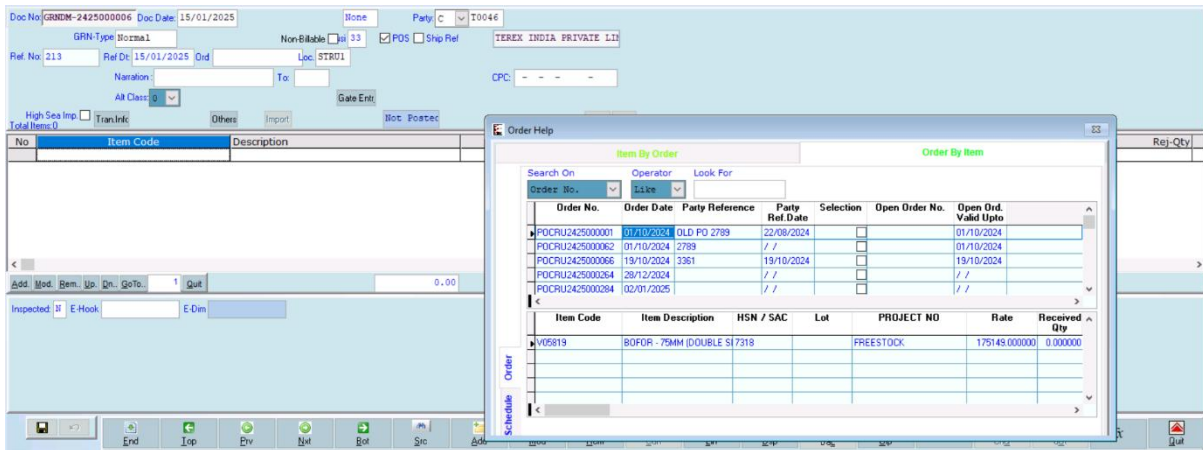 Doc No: GRNDM-2425000006 Doc Date: 15/01/2025 None Party: C T0046
GRN-Type Normal Non-Billable 33 POS Ship Ref TEREX INDIA PRIVATE LI
Ref. No: 213 Ref Dt: 15/01/2025 Ord Loc. STRU1
Narration : To: CPC: - - - -
Alt Class: 0 Gate Entr
High Sea Imp. Tran.Info Others Import Not Posted
Total Items:0
No Item Code Description Rej-Qty
Add. Mod. Rem.. Up. Dn.. GoTo.. 1 Quit 0.00
Inspected: N E-Hook E-Dim
Order Help
Item By Order Order By Item
Search On Operator Look For
Order No. Like
Order No. Order Date Party Reference Party Ref.Date Selection Open Order No. Open Ord. Valid Upto
POCRU2425000001 01/10/2024 OLD PO 2789 22/08/2024 01/10/2024
POCRU2425000062 01/10/2024 2789 / / 01/10/2024
POCRU2425000066 19/10/2024 3361 19/10/2024 19/10/2024
POCRU2425000264 28/12/2024 / / / /
POCRU2425000284 02/01/2025 / / / /
Item Code Item Description HSN / SAC Lot PROJECT NO Rate Received Qty
V05819 BOFOR - 75MM (DOUBLE S 7318 FREESTOCK 175149.000000 0.000000
Order
Schedule
End Top Prv Nxt Bot Src Add Quit